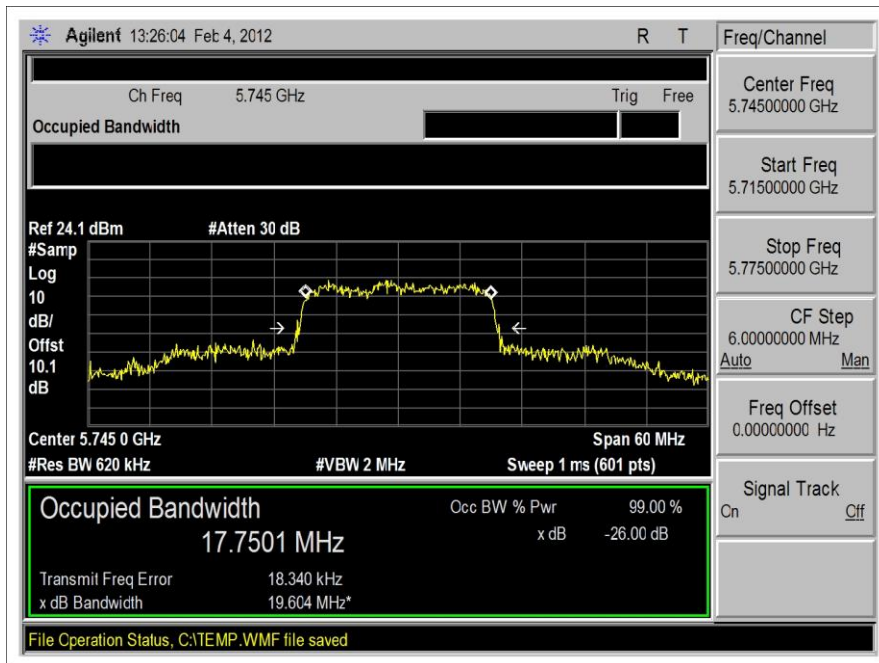 Agilent 13:26:04 Feb 4, 2012 R T
Freq/Channel
Ch Freq 5.745 GHz Trig Free
Occupied Bandwidth
Center Freq
5.74500000 GHz
Start Freq
5.71500000 GHz
Stop Freq
5.77500000 GHz
CF Step
6.00000000 MHz
Auto Man
Freq Offset
0.00000000 Hz
Signal Track
On Off
Ref 24.1 dBm #Atten 30 dB
#Samp
Log
10
dB/
Offst
10.1
dB
Center 5.745 0 GHz Span 60 MHz
#Res BW 620 kHz #VBW 2 MHz Sweep 1 ms (601 pts)
Occupied Bandwidth
17.7501 MHz
Occ BW % Pwr 99.00 %
x dB -26.00 dB
Transmit Freq Error 18.340 kHz
x dB Bandwidth 19.604 MHz*
File Operation Status, C:\TEMP.WMF file saved